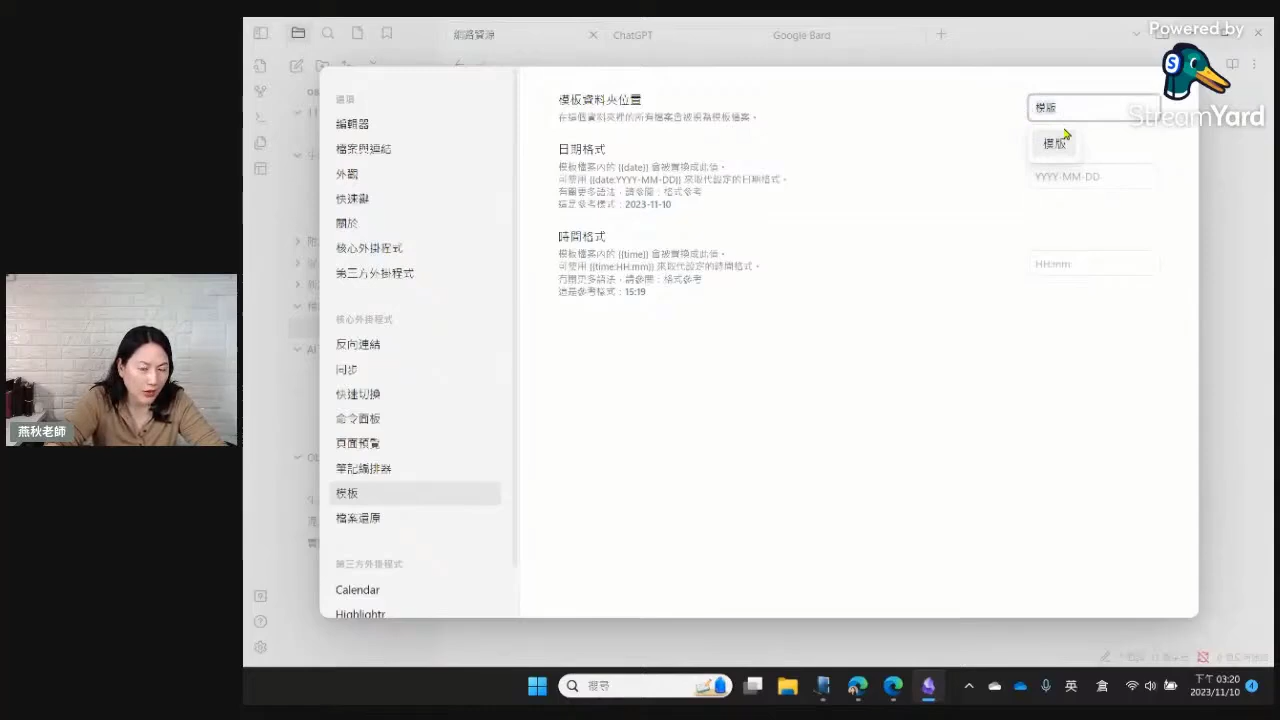 Powered by
StreamYard
網路資源
ChatGPT
Google Bard
選項
編輯器
檔案與連結
外觀
快速鍵
關於
核心外掛程式
第三方外掛程式
核心外掛程式
反向連結
同步
快速切換
命令面板
頁面預覽
筆記編排器
模板
檔案還原
第三方外掛程式
Calendar
Highlightr
模板資料夾位置
在這個資料夾裡的所有檔案會被視為模板檔案。
模版
模版
日期格式
模板檔案內的 {{date}} 會被置換成此值。
可使用 {{date:YYYY-MM-DD}} 來取代設定的日期格式。
有關更多語法，請參閱：格式參考
這是參考樣式：2023-11-10
YYYY-MM-DD
時間格式
模板檔案內的 {{time}} 會被置換成此值。
可使用 {{time:HH:mm}} 來取代設定的時間格式。
有關更多語法，請參閱：格式參考
這是參考樣式：15:19
HH:mm
燕秋老師
搜尋
英
下午 03:20
2023/11/10
4